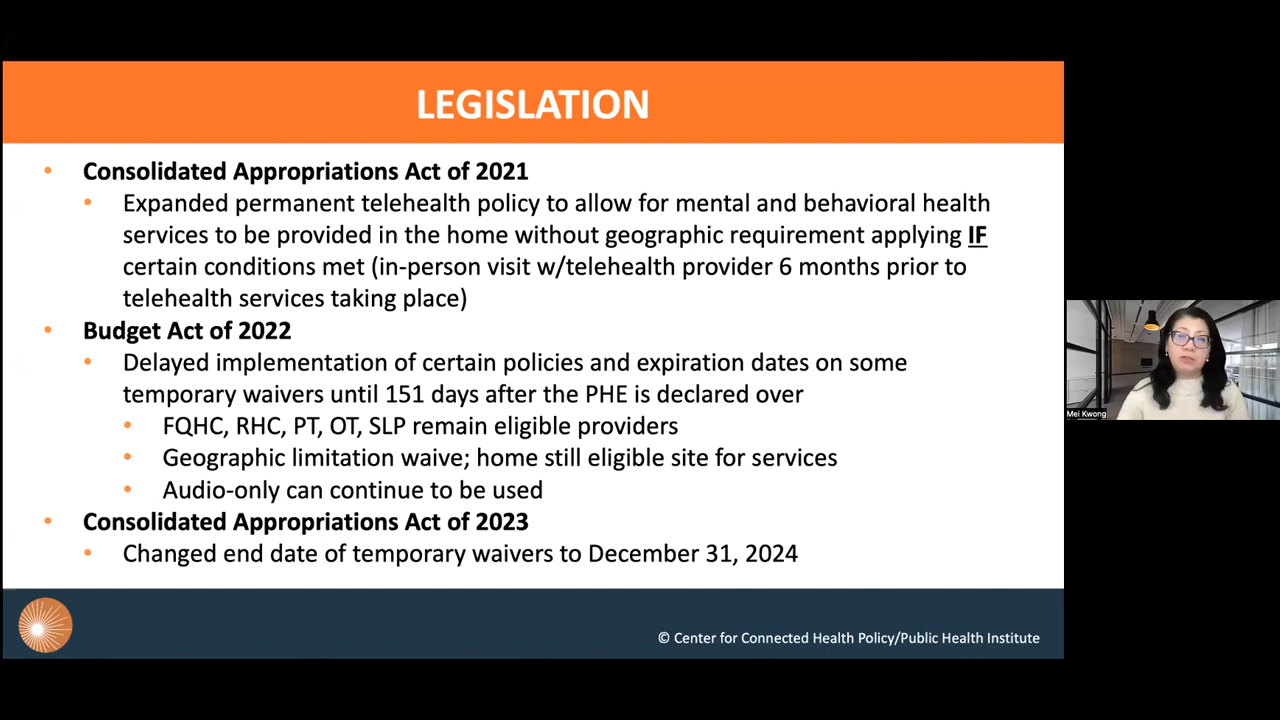 LEGISLATION
• Consolidated Appropriations Act of 2021
• Expanded permanent telehealth policy to allow for mental and behavioral health
services to be provided in the home without geographic requirement applying IF
certain conditions met (in-person visit w/telehealth provider 6 months prior to
telehealth services taking place)
• Budget Act of 2022
• Delayed implementation of certain policies and expiration dates on some
temporary waivers until 151 days after the PHE is declared over
• FQHC, RHC, PT, OT, SLP remain eligible providers
• Geographic limitation waive; home still eligible site for services
• Audio-only can continue to be used
• Consolidated Appropriations Act of 2023
• Changed end date of temporary waivers to December 31, 2024
© Center for Connected Health Policy/Public Health Institute
Mei Kwong